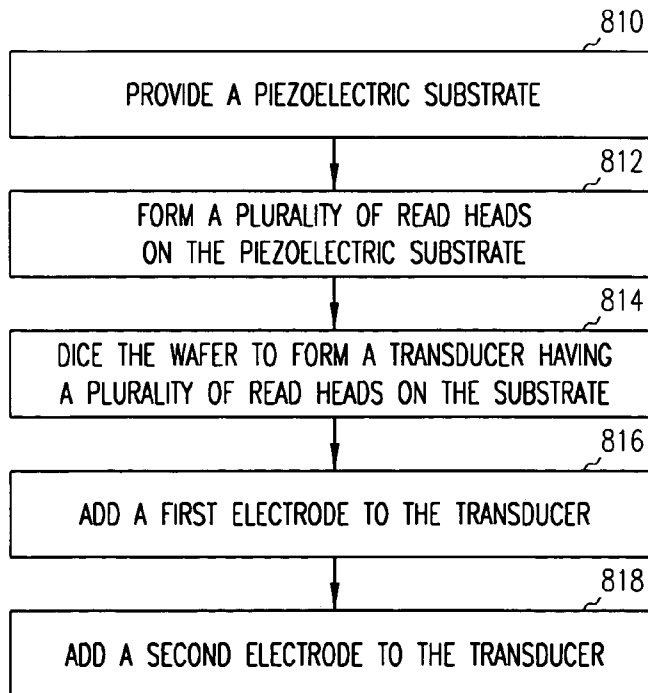 810
PROVIDE A PIEZOELECTRIC SUBSTRATE
812
FORM A PLURALITY OF READ HEADS
ON THE PIEZOELECTRIC SUBSTRATE
814
DICE THE WAFER TO FORM A TRANSDUCER HAVING
A PLURALITY OF READ HEADS ON THE SUBSTRATE
816
ADD A FIRST ELECTRODE TO THE TRANSDUCER
818
ADD A SECOND ELECTRODE TO THE TRANSDUCER